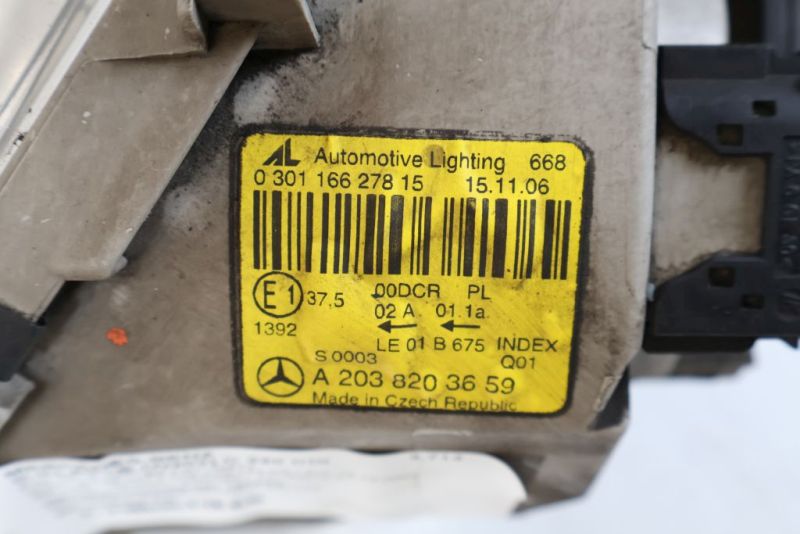 AL Automotive Lighting 668
0 301 166 278 15 15.11.06
E1 37,5 00DCR PL
02 A 01.1a
1392
LE 01 B 675 INDEX
S 0003 Q01
A 203 820 36 59
Made in Czech Republic